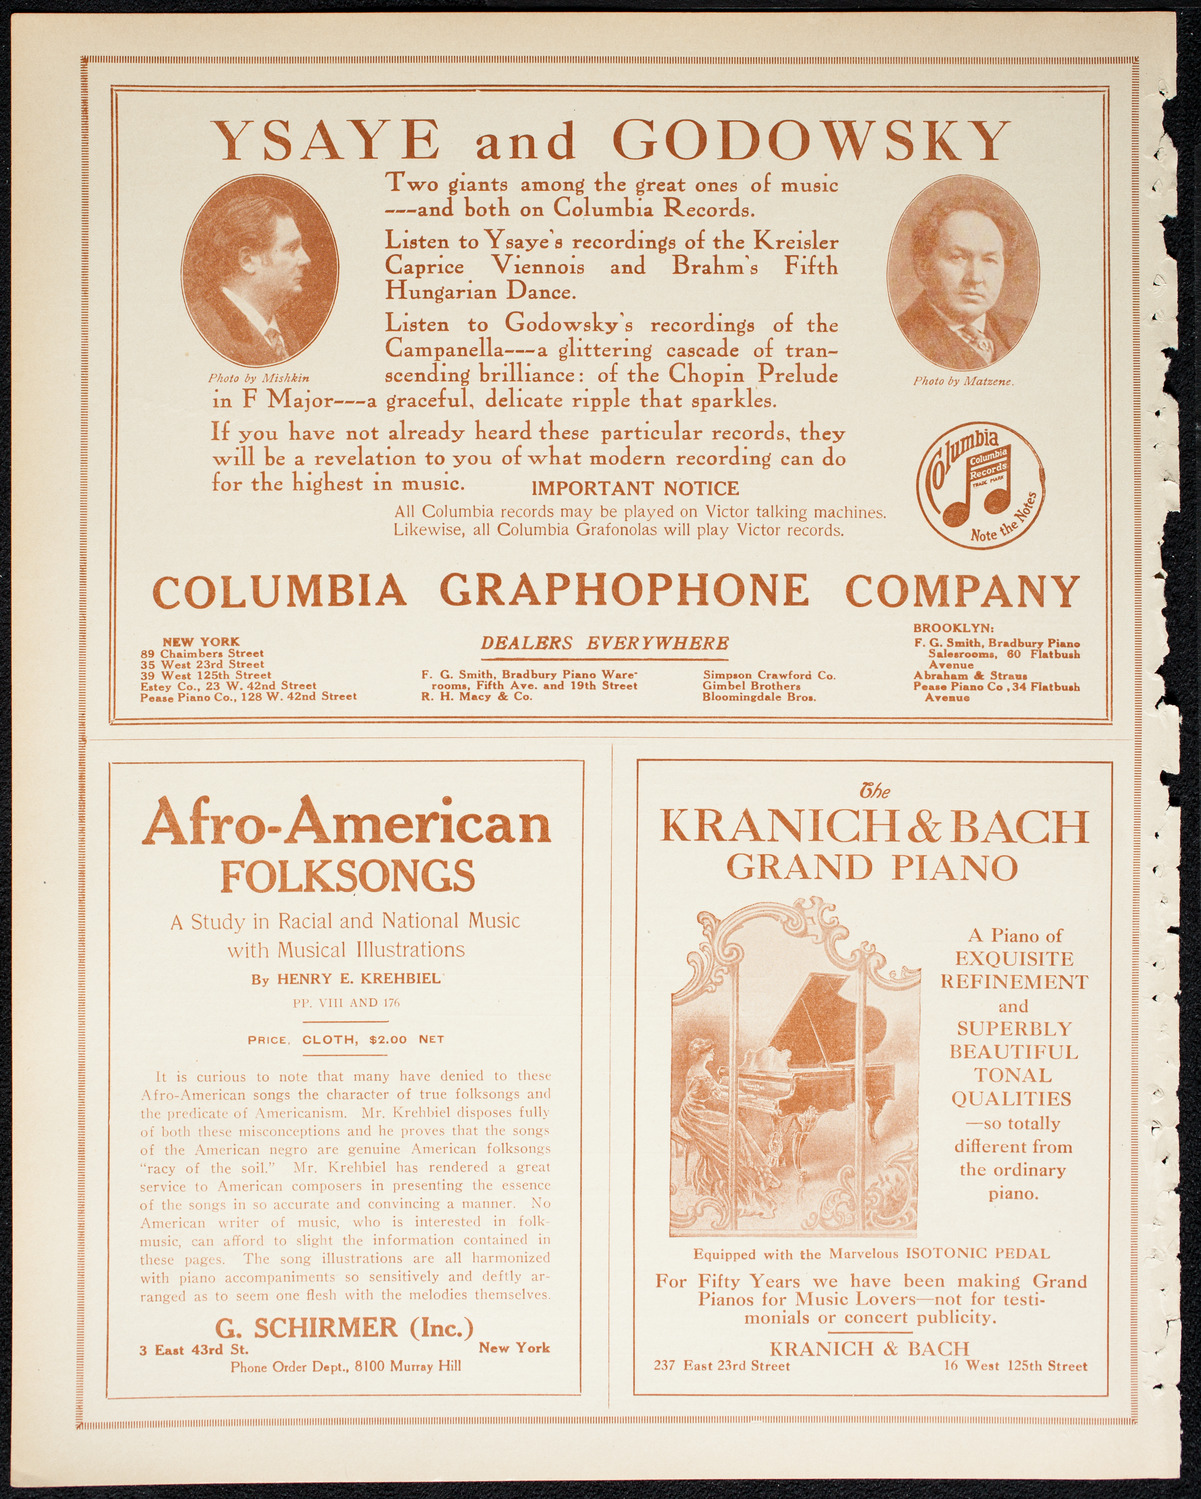 YSAYE and GODOWSKY
Two giants among the great ones of music
---and both on Columbia Records.
Listen to Ysaye's recordings of the Kreisler
Caprice Viennois and Brahm's Fifth
Hungarian Dance.
Listen to Godowsky's recordings of the
Campanella---a glittering cascade of tran-
scending brilliance: of the Chopin Prelude
in F Major---a graceful, delicate ripple that sparkles.
Photo by Mishkin
Photo by Matzene.
If you have not already heard these particular records, they
will be a revelation to you of what modern recording can do
for the highest in music.
IMPORTANT NOTICE
All Columbia records may be played on Victor talking machines.
Likewise, all Columbia Grafonolas will play Victor records.
Columbia
Columbia
Records
TRADE MARK
Note the Notes
COLUMBIA GRAPHOPHONE COMPANY
NEW YORK
89 Chaimbers Street
35 West 23rd Street
39 West 125th Street
Estey Co., 23 W. 42nd Street
Pease Piano Co., 128 W. 42nd Street
DEALERS EVERYWHERE
F. G. Smith, Bradbury Piano Ware-
rooms, Fifth Ave. and 19th Street
R. H. Macy & Co.
Simpson Crawford Co.
Gimbel Brothers
Bloomingdale Bros.
BROOKLYN:
F. G. Smith, Bradbury Piano
Salesrooms, 60 Flatbush
Avenue
Abraham & Straus
Pease Piano Co., 34 Flatbush
Avenue
Afro-American
FOLKSONGS
A Study in Racial and National Music
with Musical Illustrations
By HENRY E. KREHBIEL
PP. VIII AND 176
PRICE, CLOTH, $2.00 NET
It is curious to note that many have denied to these
Afro-American songs the character of true folksongs and
the predicate of Americanism. Mr. Krehbiel disposes fully
of both these misconceptions and he proves that the songs
of the American negro are genuine American folksongs
"racy of the soil." Mr. Krehbiel has rendered a great
service to American composers in presenting the essence
of the songs in so accurate and convincing a manner. No
American writer of music, who is interested in folk-
music, can afford to slight the information contained in
these pages. The song illustrations are all harmonized
with piano accompaniments so sensitively and deftly ar-
ranged as to seem one flesh with the melodies themselves.
G. SCHIRMER (Inc.)
3 East 43rd St. New York
Phone Order Dept., 8100 Murray Hill
The
KRANICH & BACH
GRAND PIANO
A Piano of
EXQUISITE
REFINEMENT
and
SUPERBLY
BEAUTIFUL
TONAL
QUALITIES
—so totally
different from
the ordinary
piano.
Equipped with the Marvelous ISOTONIC PEDAL
For Fifty Years we have been making Grand
Pianos for Music Lovers—not for testi-
monials or concert publicity.
KRANICH & BACH
237 East 23rd Street 16 West 125th Street